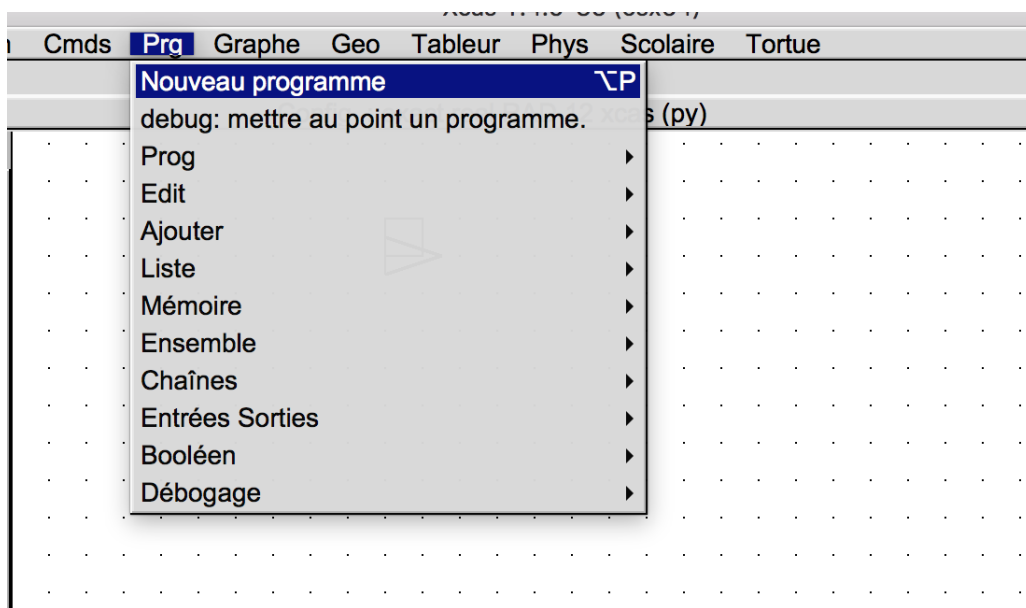 Cmds Prg Graphe Geo Tableur Phys Scolaire Tortue
Nouveau programme ⌥P
debug: mettre au point un programme. xcas (py)
Prog
Edit
Ajouter
Liste
Mémoire
Ensemble
Chaînes
Entrées Sorties
Booléen
Débogage